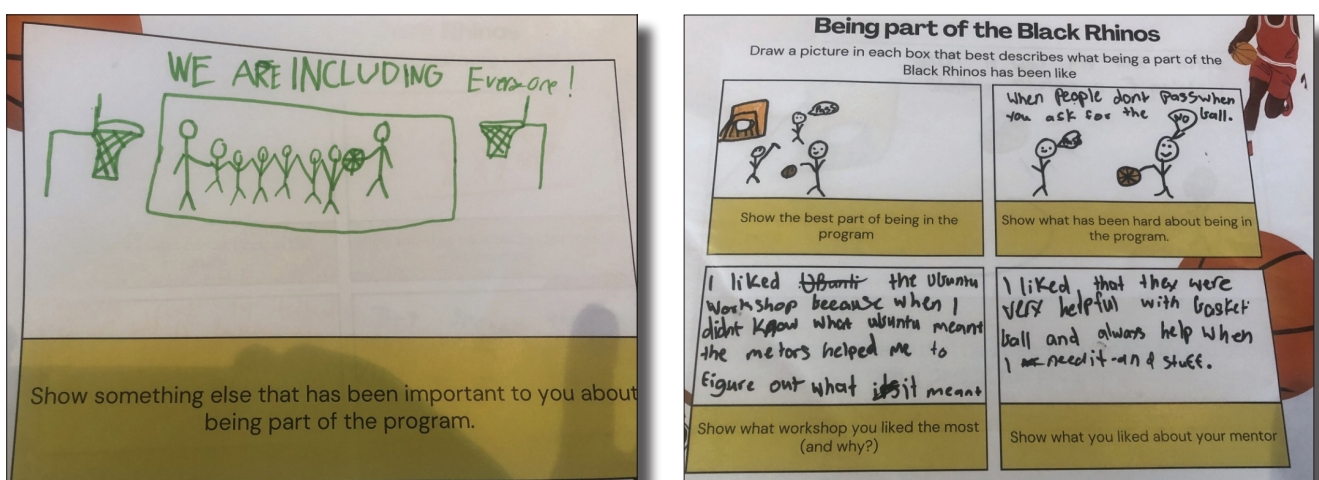 WE ARE INCLUDING Everyone!
Show something else that has been important to you about
being part of the program.
Being part of the Black Rhinos
Draw a picture in each box that best describes what being a part of the
Black Rhinos has been like
Pass
Show the best part of being in the
program
When People dont Pass when
you ask for the ball.
NO
Pass
Show what has been hard about being in
the program.
I liked Ubunti the Ubuntu
Workshop because when I
didnt know what ubuntu meant
the metors helped me to
figure out what its it meant
Show what workshop you liked the most
(and why?)
I liked that they were
very helpful with basket
ball and always help when
I need it and stuff.
Show what you liked about your mentor